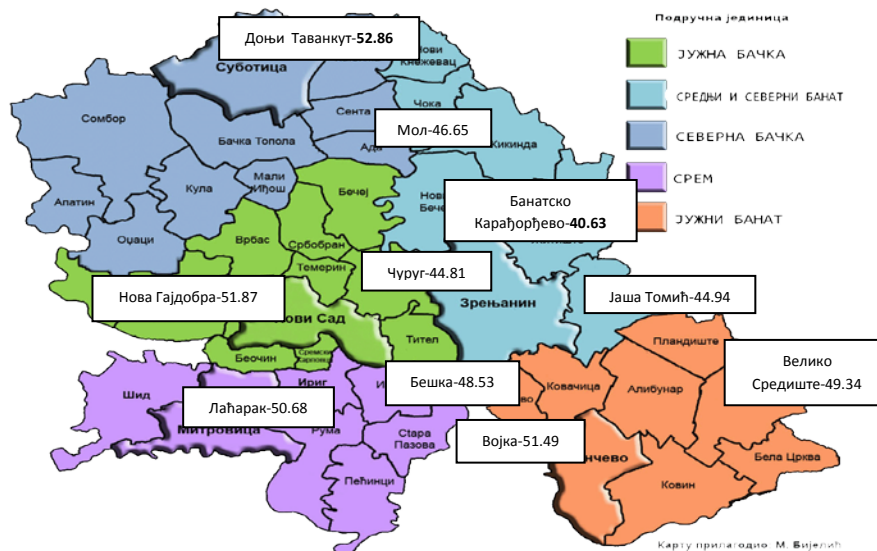 Подручна јединица
ЈУЖНА БАЧКА
СРЕДЊИ И СЕВЕРНИ БАНАТ
СЕВЕРНА БАЧКА
СРЕМ
ЈУЖНИ БАНАТ
Доњи Таванкут-52.86
Суботица
Кнежевац
Чока
Сента
Сомбор
Мол-46.65
Бачка Топола
Ада
Кикинда
Мали
Иђош
Кула
Апатин
Бечеј
Нови
Бече
Банатско
Карађорђево-40.63
Оџаци
Врбас
Србобран
Темерин
Чуруг-44.81
Нова Гајдобра-51.87
Зрењанин
Јаша Томић-44.94
Нови Сад
Тител
Пландиште
Беочин
Сремски
Карловци
Велико
Средиште-49.34
Ириг
Бешка-48.53
Шид
Ковачица
Алибунар
Лаћарак-50.68
Митровица
Рума
Стара
Пазова
Војка-51.49
нчево
Бела Црква
Пећинци
Ковин
Карту прилагодио М. Бијелић